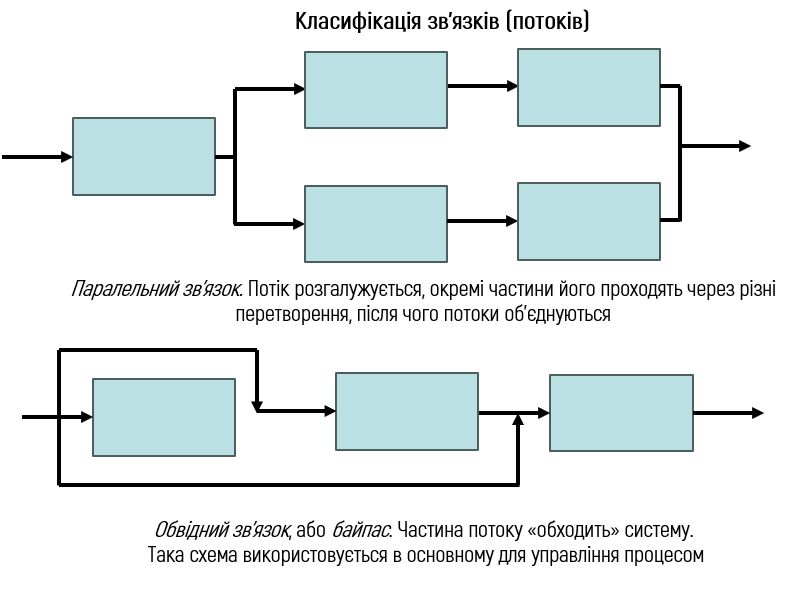 Класифікація зв’язків (потоків)
Паралельний зв’язок. Потік розгалужується, окремі частини його проходять через різні
перетворення, після чого потоки об’єднуються
Обвідний зв’язок, або байпас. Частина потоку «обходить» систему.
Така схема використовується в основному для управління процесом